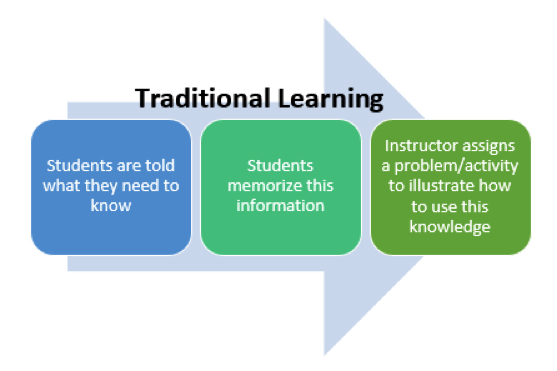 Traditional Learning
Students are told
what they need to
know
Students
memorize this
information
Instructor assigns
a problem/activity
to illustrate how
to use this
knowledge